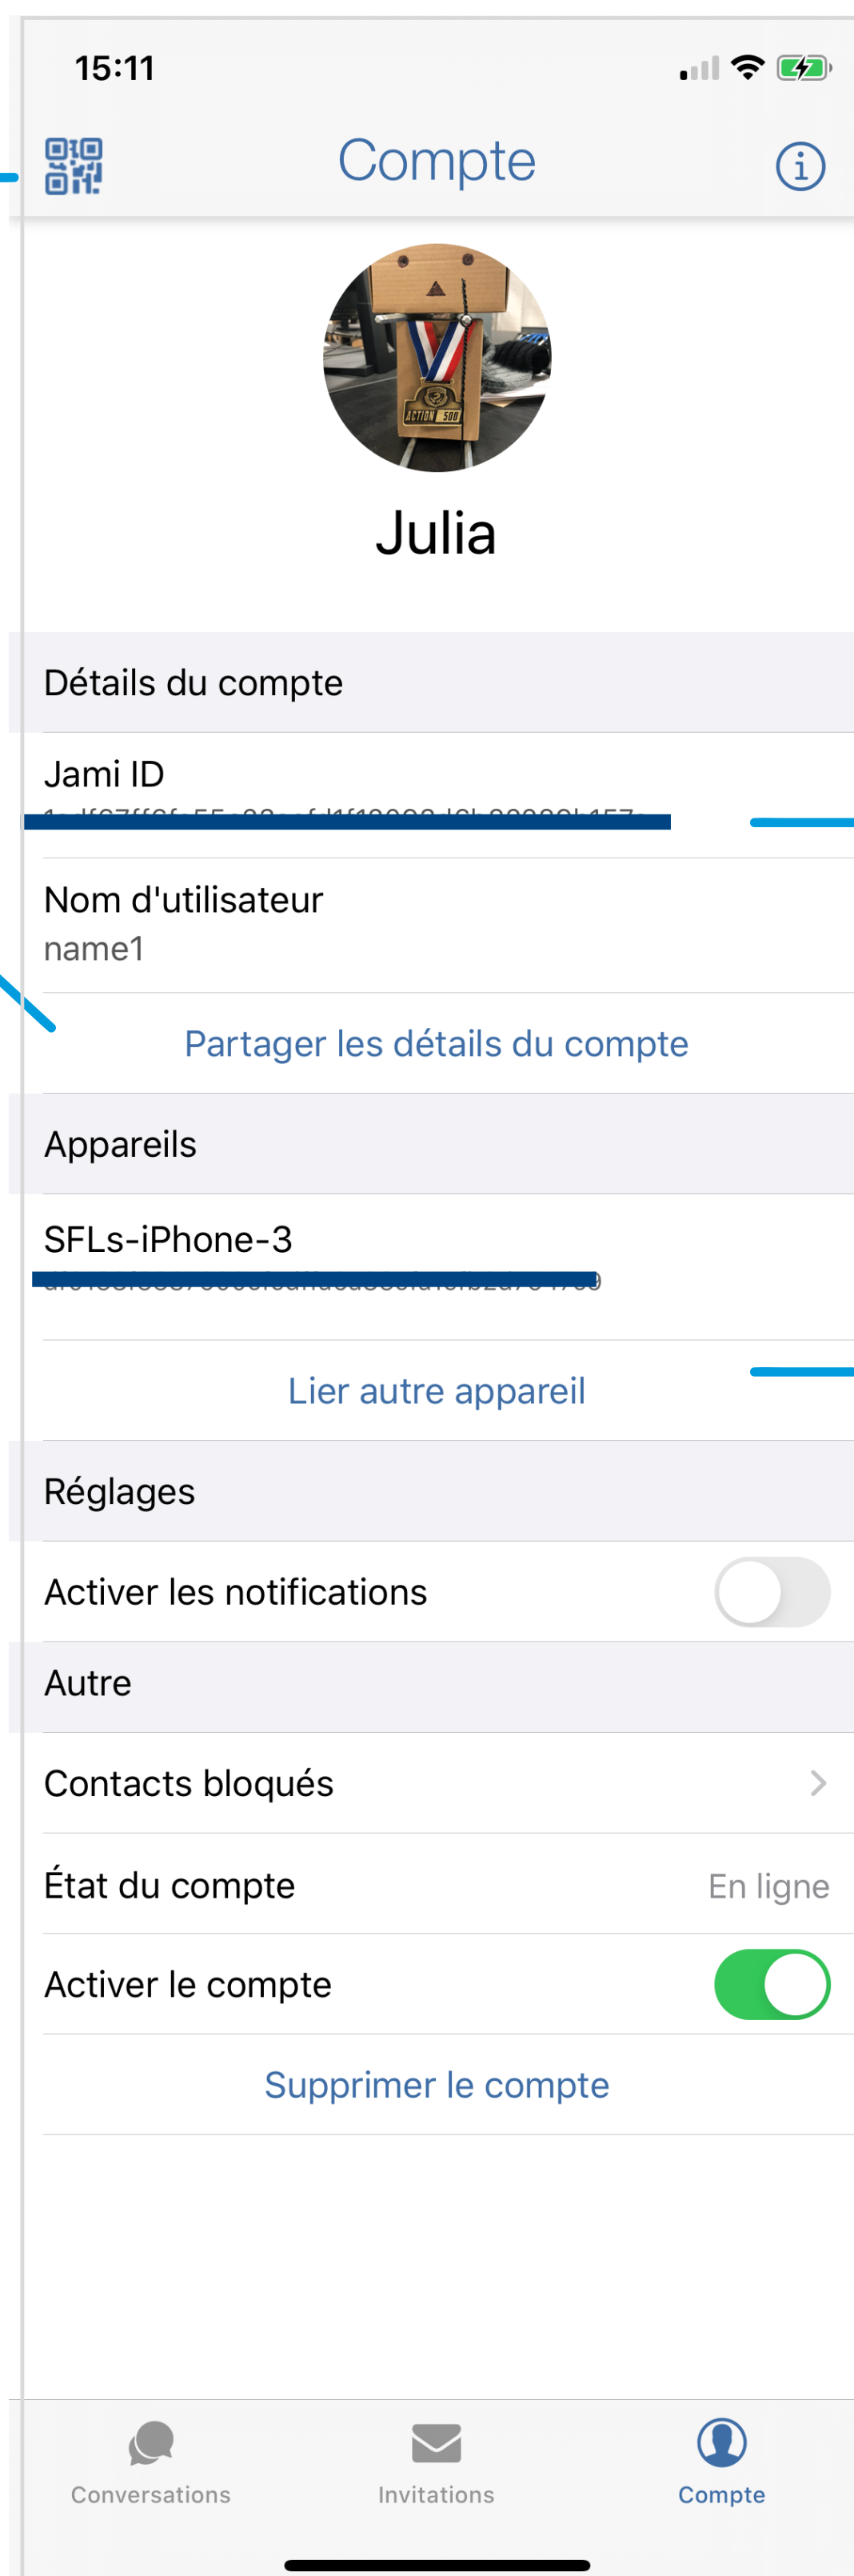 15:11
Compte
ACTION 500
Julia
Détails du compte
Jami ID
Nom d'utilisateur
name1
Partager les détails du compte
Appareils
SFLs-iPhone-3
Lier autre appareil
Réglages
Activer les notifications
Autre
Contacts bloqués
État du compte
En ligne
Activer le compte
Supprimer le compte
Conversations
Invitations
Compte